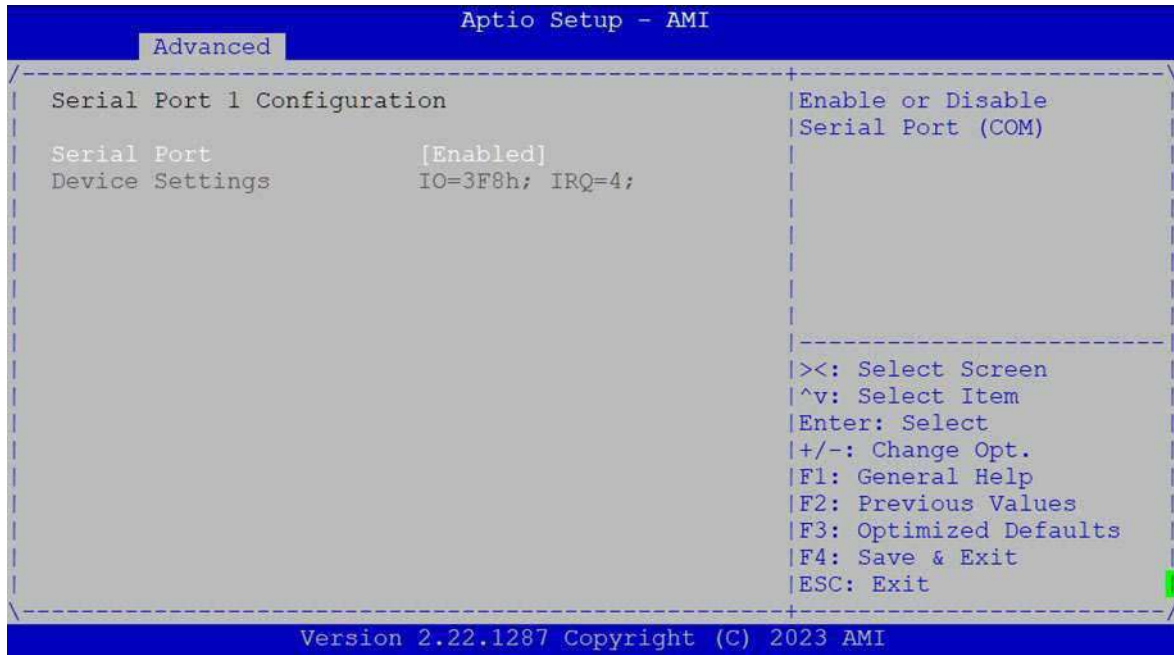 Aptio Setup - AMI
Advanced
Serial Port 1 Configuration
Serial Port [Enabled]
Device Settings IO=3F8h; IRQ=4;
Enable or Disable
Serial Port (COM)
><: Select Screen
^v: Select Item
Enter: Select
+/-: Change Opt.
F1: General Help
F2: Previous Values
F3: Optimized Defaults
F4: Save & Exit
ESC: Exit
Version 2.22.1287 Copyright (C) 2023 AMI